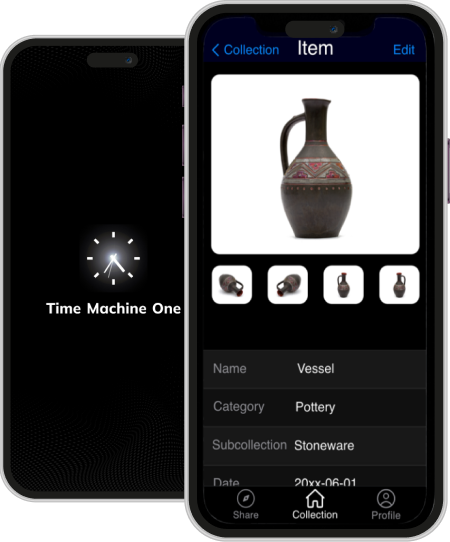 Time Machine One
Collection Item Edit
Name Vessel
Category Pottery
Subcollection Stoneware
Date 20xx-06-01
Share Collection Profile